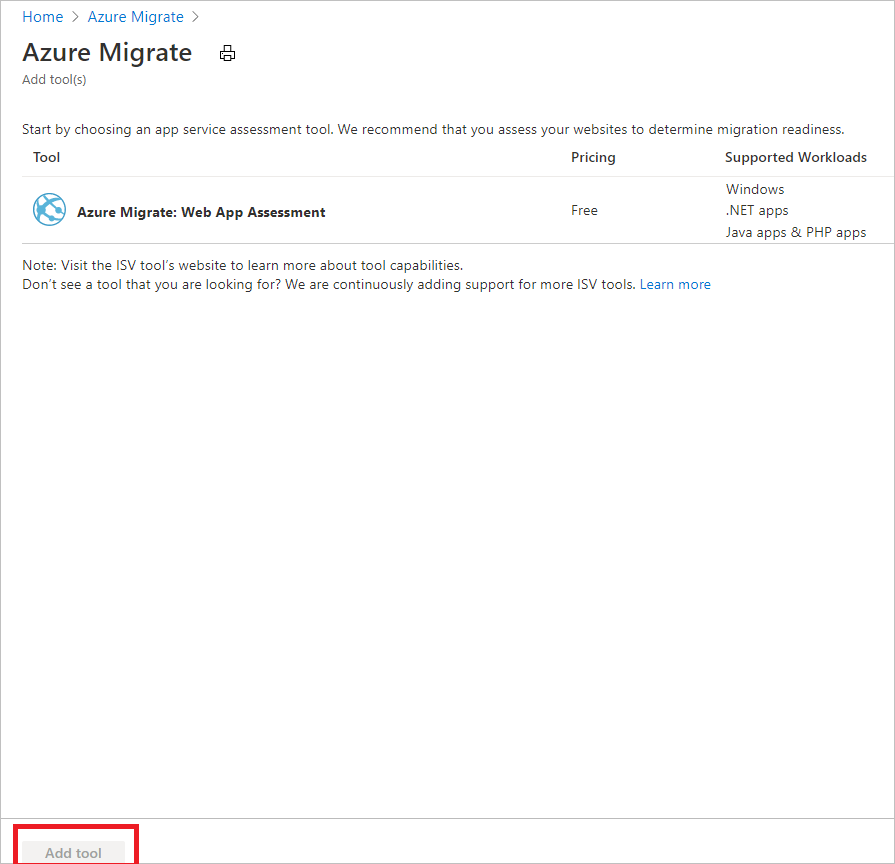 Home > Azure Migrate >
Azure Migrate
Add tool(s)
Start by choosing an app service assessment tool. We recommend that you assess your websites to determine migration readiness.
Tool Pricing Supported Workloads
Windows
Azure Migrate: Web App Assessment Free .NET apps
Java apps & PHP apps
Note: Visit the ISV tool's website to learn more about tool capabilities.
Don't see a tool that you are looking for? We are continuously adding support for more ISV tools. Learn more
Add tool